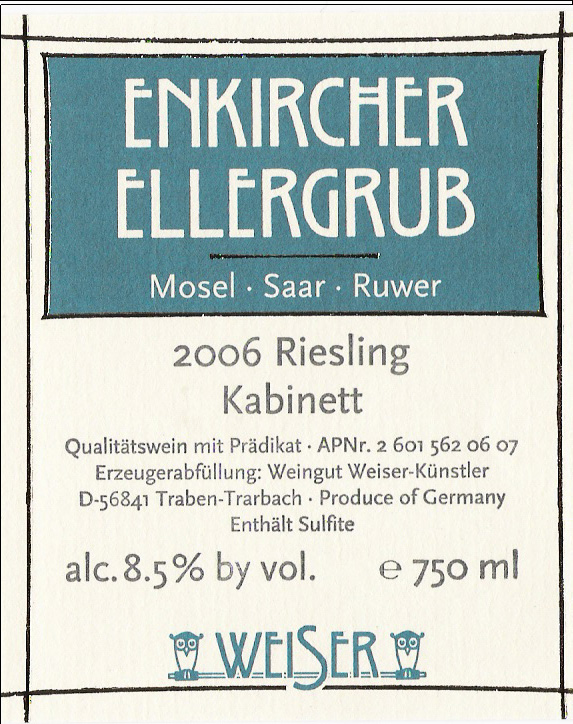 ENKIRCHER
ELLERGRUB
Mosel · Saar · Ruwer
2006 Riesling
Kabinett
Qualitätswein mit Prädikat · APNr. 2 601 562 06 07
Erzeugerabfüllung: Weingut Weiser-Künstler
D-56841 Traben-Trarbach · Produce of Germany
Enthält Sulfite
alc. 8.5% by vol. e 750 ml
WEISER